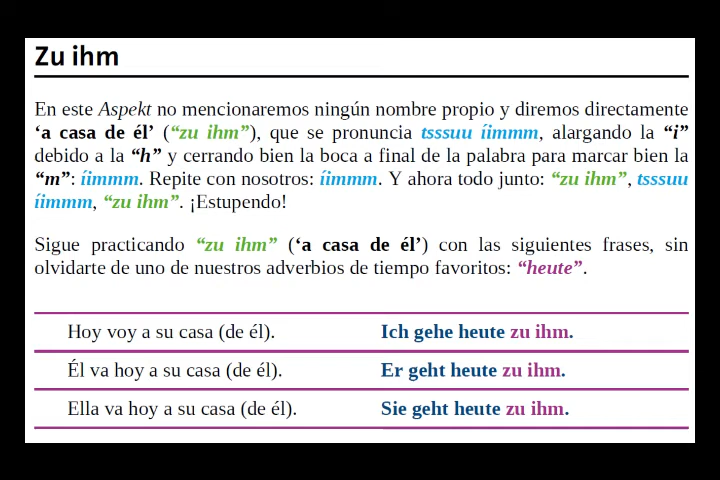 Zu ihm
En este Aspekt no mencionaremos ningún nombre propio y diremos directamente
‘a casa de él’ (“zu ihm”), que se pronuncia tsssuu íimmm, alargando la “i”
debido a la “h” y cerrando bien la boca a final de la palabra para marcar bien la
“m”: íimmm. Repite con nosotros: íimmm. Y ahora todo junto: “zu ihm”, tsssuu
íimmm, “zu ihm”. ¡Estupendo!
Sigue practicando “zu ihm” (‘a casa de él’) con las siguientes frases, sin
olvidarte de uno de nuestros adverbios de tiempo favoritos: “heute”.
Hoy voy a su casa (de él). Ich gehe heute zu ihm.
Él va hoy a su casa (de él). Er geht heute zu ihm.
Ella va hoy a su casa (de él). Sie geht heute zu ihm.